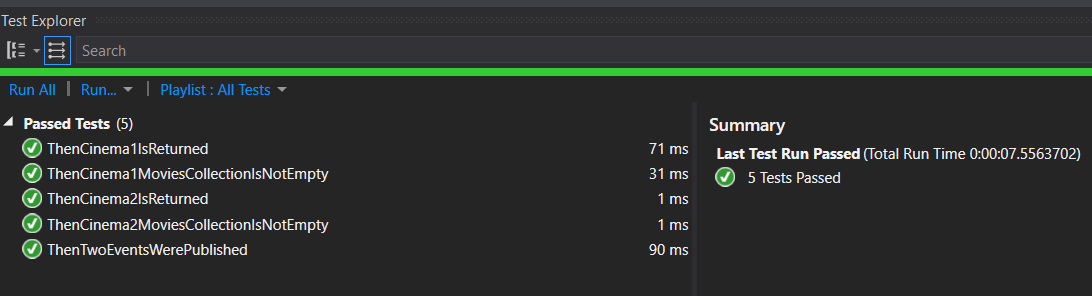 Test Explorer
Search
Run All | Run... | Playlist : All Tests
Passed Tests (5)
ThenCinema1IsReturned 71 ms
ThenCinema1MoviesCollectionIsNotEmpty 31 ms
ThenCinema2IsReturned 1 ms
ThenCinema2MoviesCollectionIsNotEmpty 1 ms
ThenTwoEventsWerePublished 90 ms
Summary
Last Test Run Passed (Total Run Time 0:00:07.5563702)
5 Tests Passed